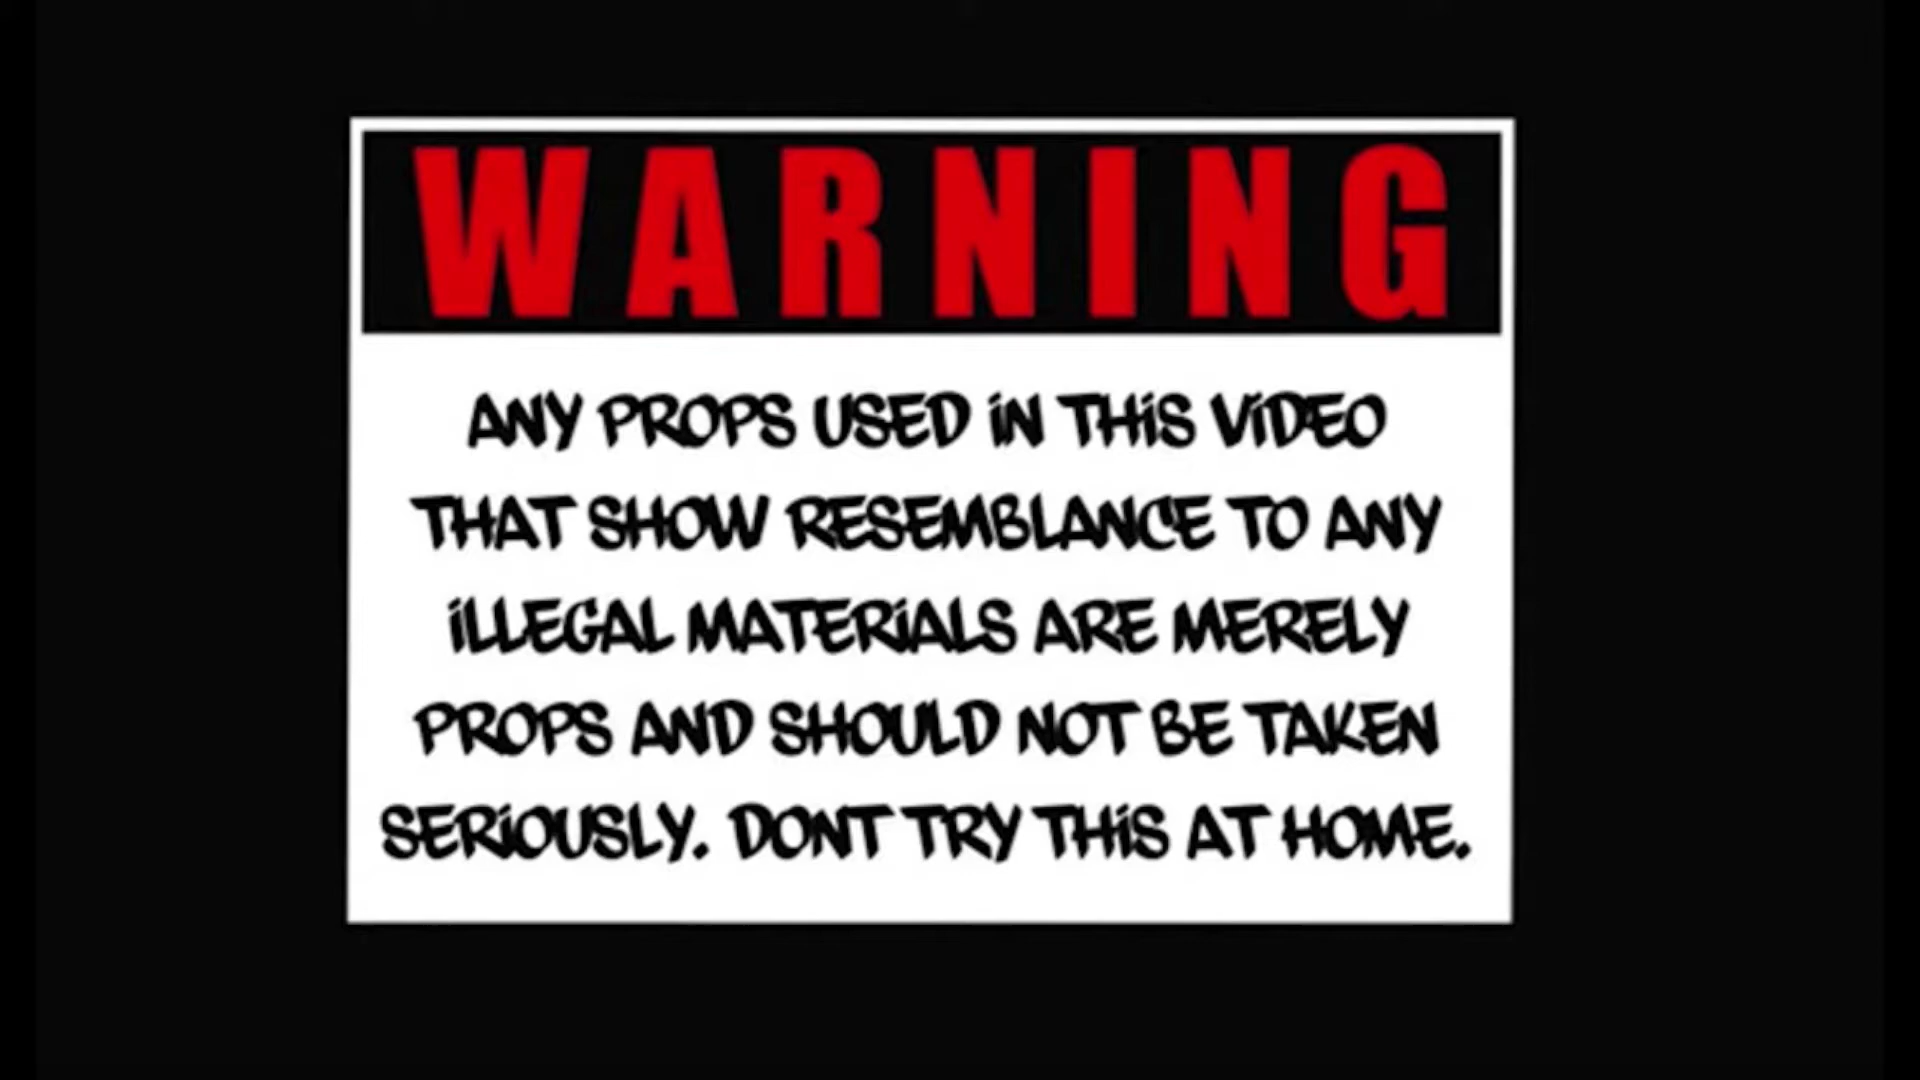 WARNING
ANY PROPS USED iN THiS ViDEO
THAT SHOW RESEMBLANCE TO ANY
iLLEGAL MATERiALS ARE MERELY
PROPS AND SHOULD NOT BE TAKEN
SERiOUSLY. DONT TRY THiS AT HOME.